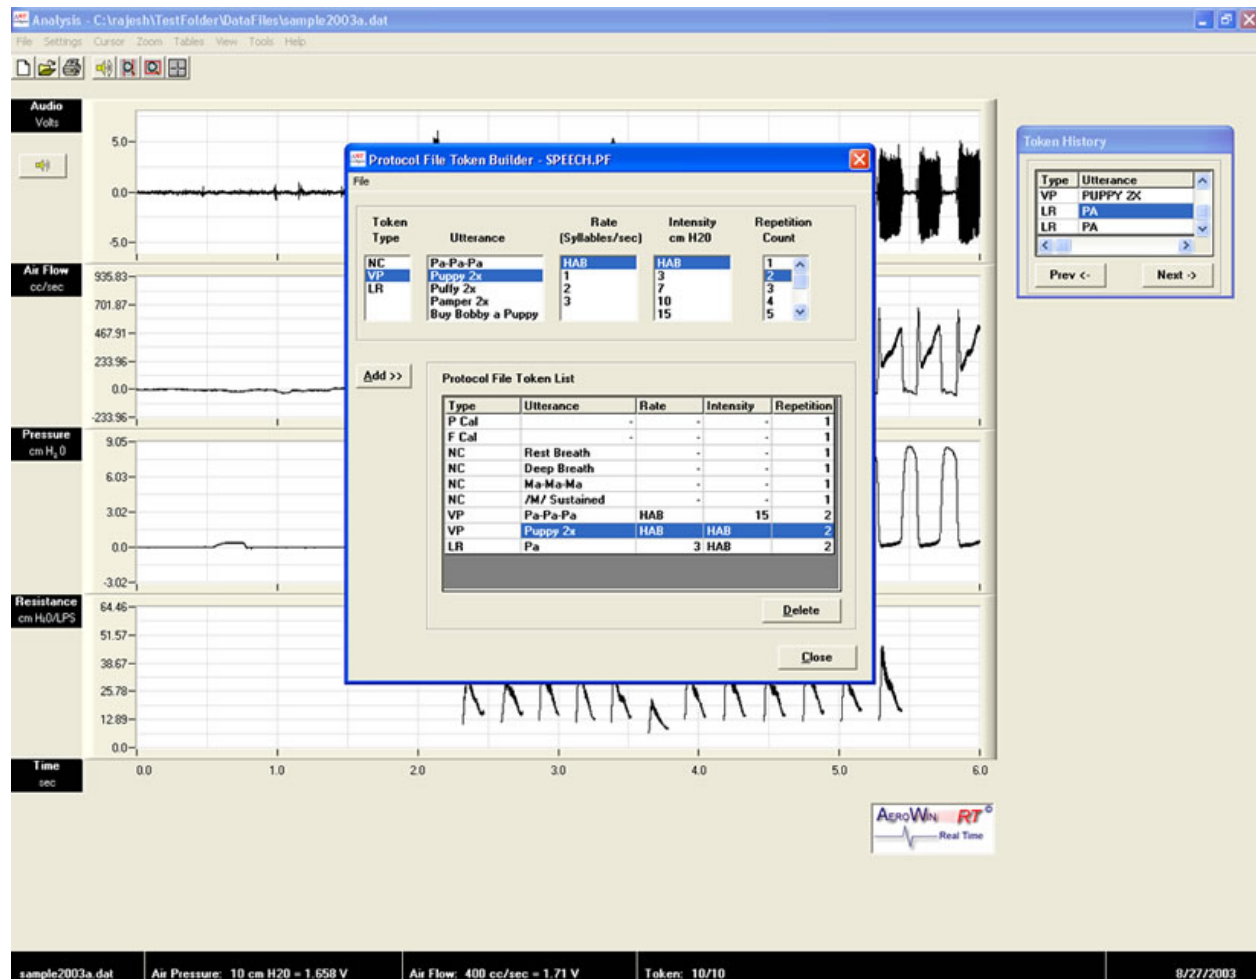 Analysis - C:\rajesh\TestFolder\DataFiles\sample2003a.dat
File Settings Cursor Zoom Tables View Tools Help
Audio
Volts
5.0
0.0
-5.0
Air Flow
cc/sec
935.83
701.87
467.91
233.96
0.0
-233.96
Pressure
cm H2O
9.05
6.03
3.02
0.0
-3.02
Resistance
cm H2O/LPS
64.46
51.57
38.67
25.78
12.89
0.0
Time
sec
0.0 1.0 2.0 3.0 4.0 5.0 6.0
Protocol File Token Builder - SPEECH.PF
File
Token Type Utterance Rate (Syllables/sec) Intensity cm H2O Repetition Count
NC Pa-Pa-Pa HAB HAB 1
VP Puppy 2x 1 3 2
LR Puffy 2x 2 7 3
Pamper 2x 3 10 4
Buy Bobby a Puppy 15 5
Add >>
Protocol File Token List
Type Utterance Rate Intensity Repetition
P Cal - - - 1
F Cal - - - 1
NC Rest Breath - - 1
NC Deep Breath - - 1
NC Ma-Ma-Ma - - 1
NC /M/ Sustained - - 1
VP Pa-Pa-Pa HAB 15 2
VP Puppy 2x HAB HAB 2
LR Pa 3 HAB 2
Delete
Close
Token History
Type Utterance
VP PUPPY 2X
LR PA
LR PA
Prev <- Next ->
AEROWIN RT©
Real Time
sample2003a.dat Air Pressure: 10 cm H20 = 1.658 V Air Flow: 400 cc/sec = 1.71 V Token: 10/10 8/27/2003